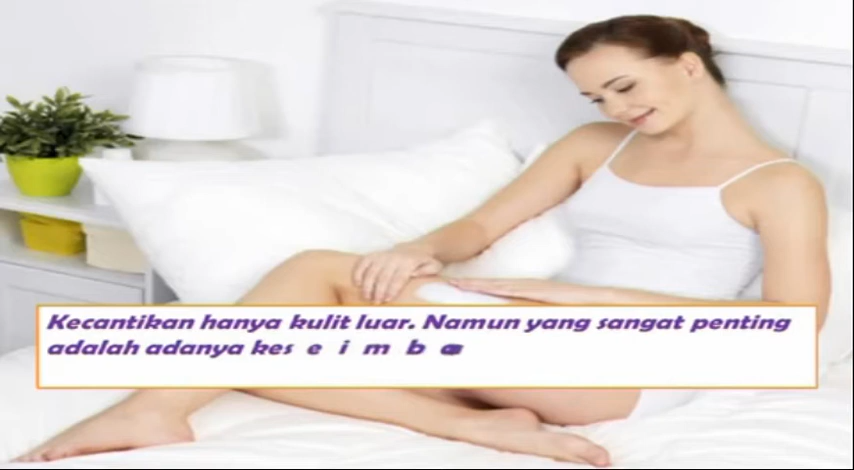 Kecantikan hanya kulit luar. Namun yang sangat penting
adalah adanya kes e i m b